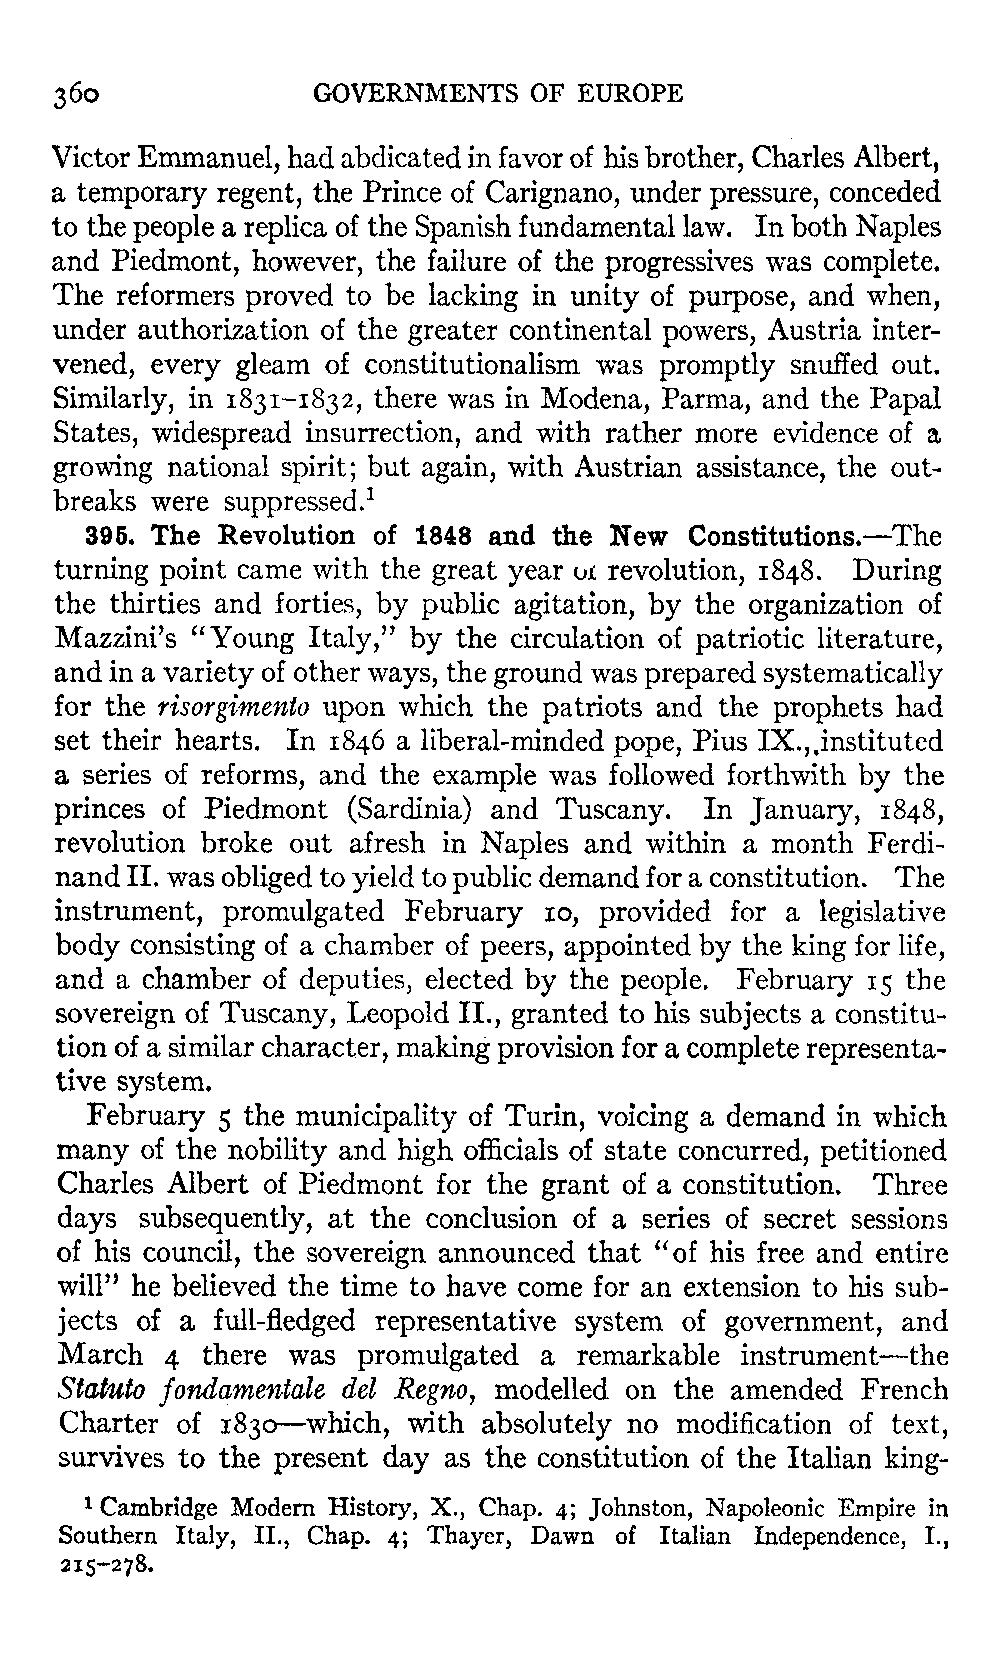 360 GOVERNMENTS OF EUROPE
Victor Emmanuel, had abdicated in favor of his brother, Charles Albert,
a temporary regent, the Prince of Carignano, under pressure, conceded
to the people a replica of the Spanish fundamental law. In both Naples
and Piedmont, however, the failure of the progressives was complete.
The reformers proved to be lacking in unity of purpose, and when,
under authorization of the greater continental powers, Austria inter-
vened, every gleam of constitutionalism was promptly snuffed out.
Similarly, in 1831–1832, there was in Modena, Parma, and the Papal
States, widespread insurrection, and with rather more evidence of a
growing national spirit; but again, with Austrian assistance, the out-
breaks were suppressed.¹
395. The Revolution of 1848 and the New Constitutions.—The
turning point came with the great year of revolution, 1848. During
the thirties and forties, by public agitation, by the organization of
Mazzini's "Young Italy," by the circulation of patriotic literature,
and in a variety of other ways, the ground was prepared systematically
for the risorgimento upon which the patriots and the prophets had
set their hearts. In 1846 a liberal-minded pope, Pius IX., instituted
a series of reforms, and the example was followed forthwith by the
princes of Piedmont (Sardinia) and Tuscany. In January, 1848,
revolution broke out afresh in Naples and within a month Ferdi-
nand II. was obliged to yield to public demand for a constitution. The
instrument, promulgated February 10, provided for a legislative
body consisting of a chamber of peers, appointed by the king for life,
and a chamber of deputies, elected by the people. February 15 the
sovereign of Tuscany, Leopold II., granted to his subjects a constitu-
tion of a similar character, making provision for a complete representa-
tive system.
February 5 the municipality of Turin, voicing a demand in which
many of the nobility and high officials of state concurred, petitioned
Charles Albert of Piedmont for the grant of a constitution. Three
days subsequently, at the conclusion of a series of secret sessions
of his council, the sovereign announced that "of his free and entire
will" he believed the time to have come for an extension to his sub-
jects of a full-fledged representative system of government, and
March 4 there was promulgated a remarkable instrument—the
Statuto fondamentale del Regno, modelled on the amended French
Charter of 1830—which, with absolutely no modification of text,
survives to the present day as the constitution of the Italian king-
¹ Cambridge Modern History, X., Chap. 4; Johnston, Napoleonic Empire in
Southern Italy, II., Chap. 4; Thayer, Dawn of Italian Independence, I.,
215–278.